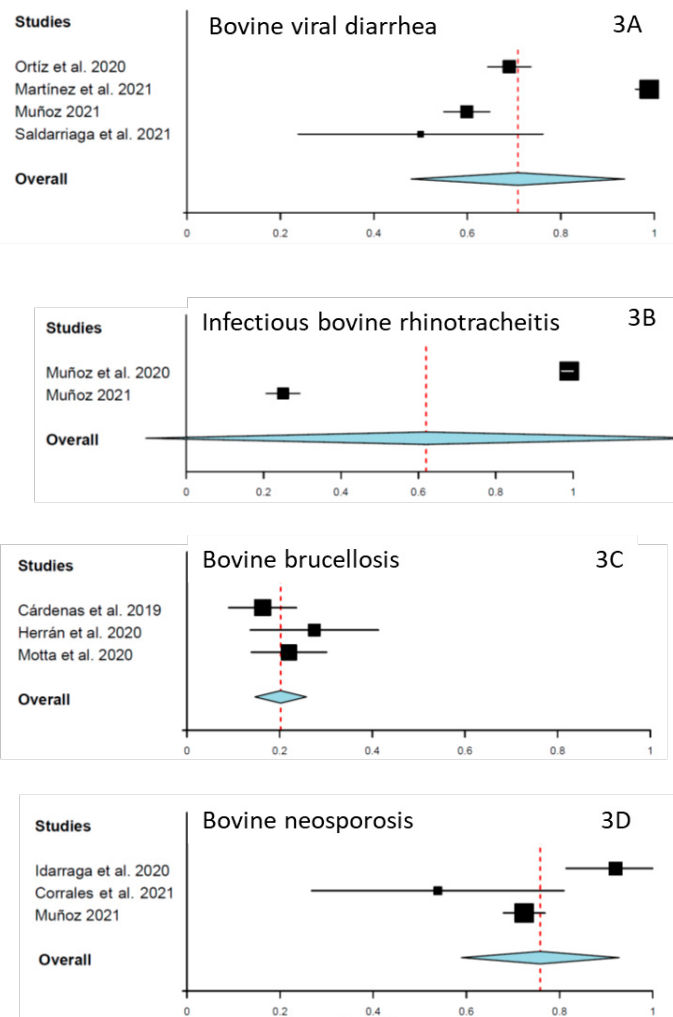 Studies
Bovine viral diarrhea
3A
Ortíz et al. 2020
Martínez et al. 2021
Muñoz 2021
Saldarriaga et al. 2021
Overall
0 0.2 0.4 0.6 0.8 1
Studies
Infectious bovine rhinotracheitis
3B
Muñoz et al. 2020
Muñoz 2021
Overall
0 0.2 0.4 0.6 0.8 1
Studies
Bovine brucellosis
3C
Cárdenas et al. 2019
Herrán et al. 2020
Motta et al. 2020
Overall
0 0.2 0.4 0.6 0.8 1
Studies
Bovine neosporosis
3D
Idarraga et al. 2020
Corrales et al. 2021
Muñoz 2021
Overall
0 0.2 0.4 0.6 0.8 1